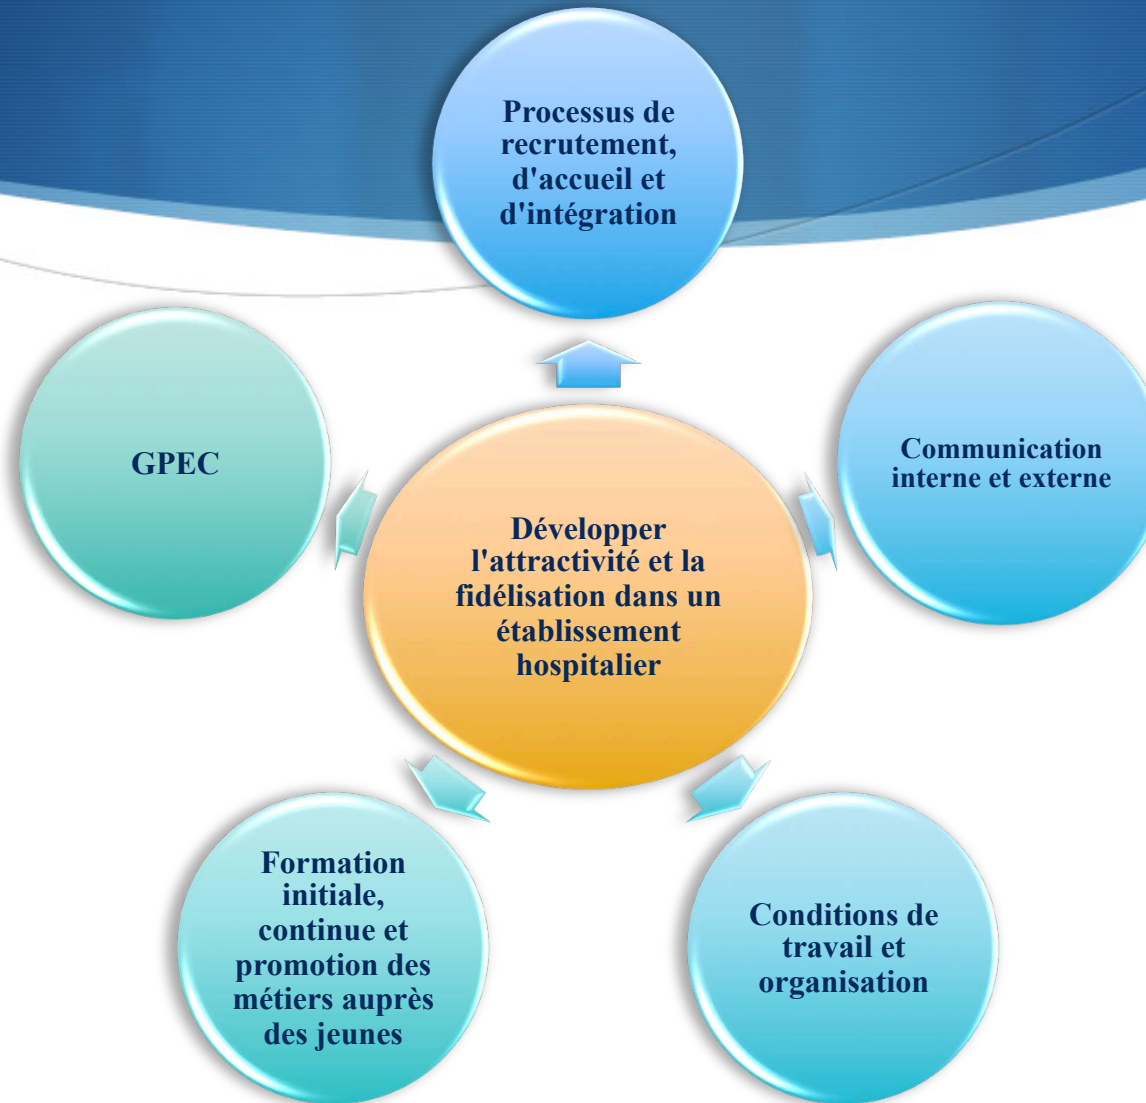 Processus de
recrutement,
d'accueil et
d'intégration
GPEC
Communication
interne et externe
Développer
l'attractivité et la
fidélisation dans un
établissement
hospitalier
Formation
initiale,
continue et
promotion des
métiers auprès
des jeunes
Conditions de
travail et
organisation